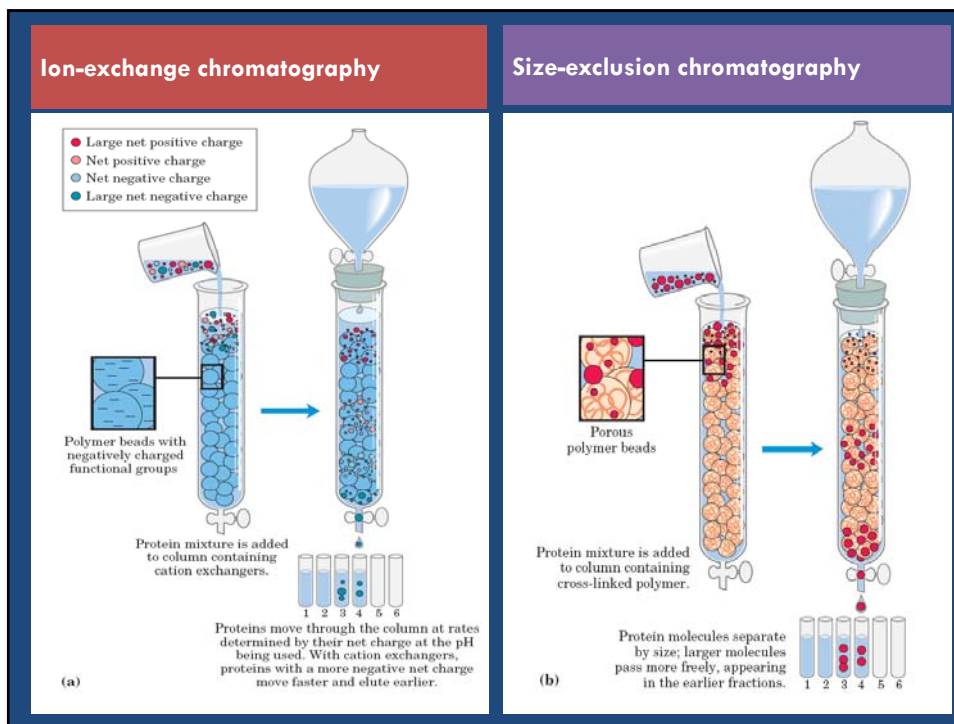 Ion-exchange chromatography
Large net positive charge
Net positive charge
Net negative charge
Large net negative charge
Polymer beads with
negatively charged
functional groups
Protein mixture is added
to column containing
cation exchangers.
1 2 3 4 5 6
Proteins move through the column at rates
determined by their net charge at the pH
being used. With cation exchangers,
proteins with a more negative net charge
move faster and elute earlier.
(a)
Size-exclusion chromatography
Porous
polymer beads
Protein mixture is added
to column containing
cross-linked polymer.
Protein molecules separate
by size; larger molecules
pass more freely, appearing
in the earlier fractions.
1 2 3 4 5 6
(b)